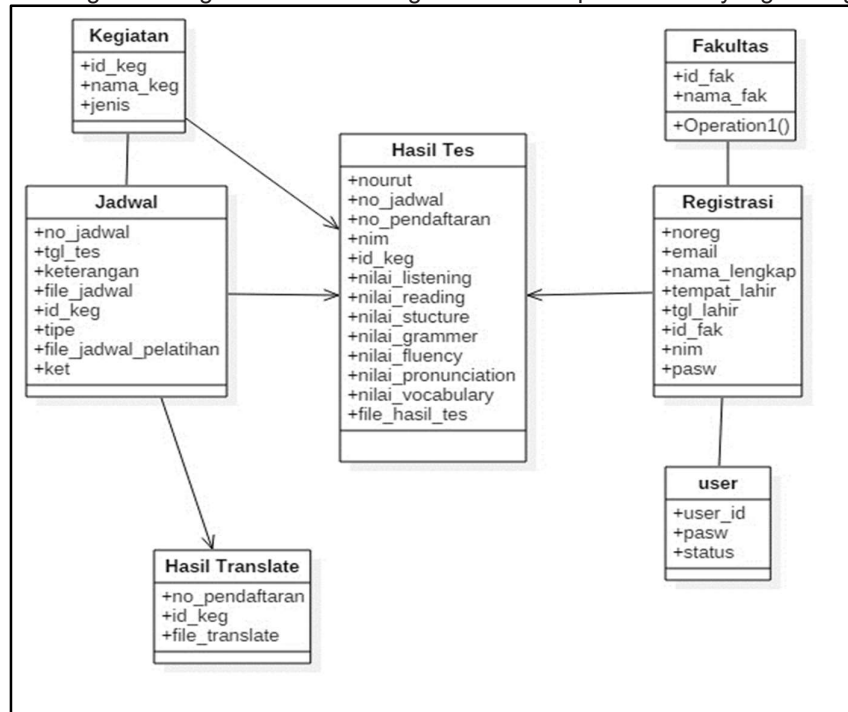 Kegiatan
+id_keg
+nama_keg
+jenis
Fakultas
+id_fak
+nama_fak
+Operation1()
Hasil Tes
+nourut
+no_jadwal
+no_pendaftaran
+nim
+id_keg
+nilai_listening
+nilai_reading
+nilai_stucture
+nilai_grammer
+nilai_fluency
+nilai_pronunciation
+nilai_vocabulary
+file_hasil_tes
Jadwal
+no_jadwal
+tgl_tes
+keterangan
+file_jadwal
+id_keg
+tipe
+file_jadwal_pelatihan
+ket
Registrasi
+noreg
+email
+nama_lengkap
+tempat_lahir
+tgl_lahir
+id_fak
+nim
+pasw
user
+user_id
+pasw
+status
Hasil Translate
+no_pendaftaran
+id_keg
+file_translate